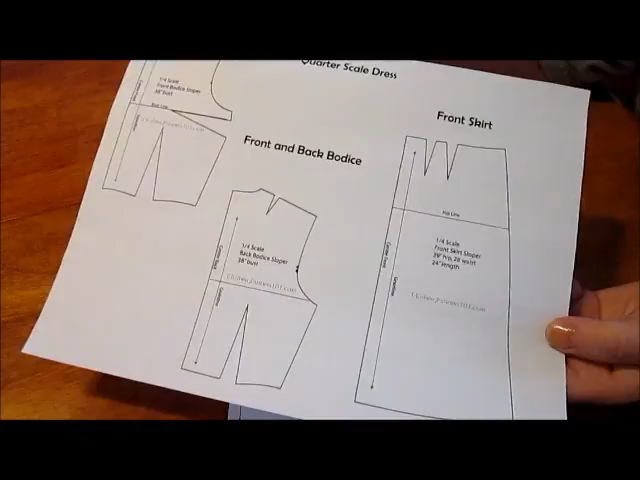 Quarter Scale Dress
1/4 Scale
Front Bodice Sloper
38" bust
Bust Line
Front and Back Bodice
1/4 Scale
Back Bodice Sloper
38" bust
Center Back
Grainline
Front Skirt
Hip Line
1/4 Scale
Front Skirt Sloper
39" hip, 28 waist
24" length
Center Front
Grainline